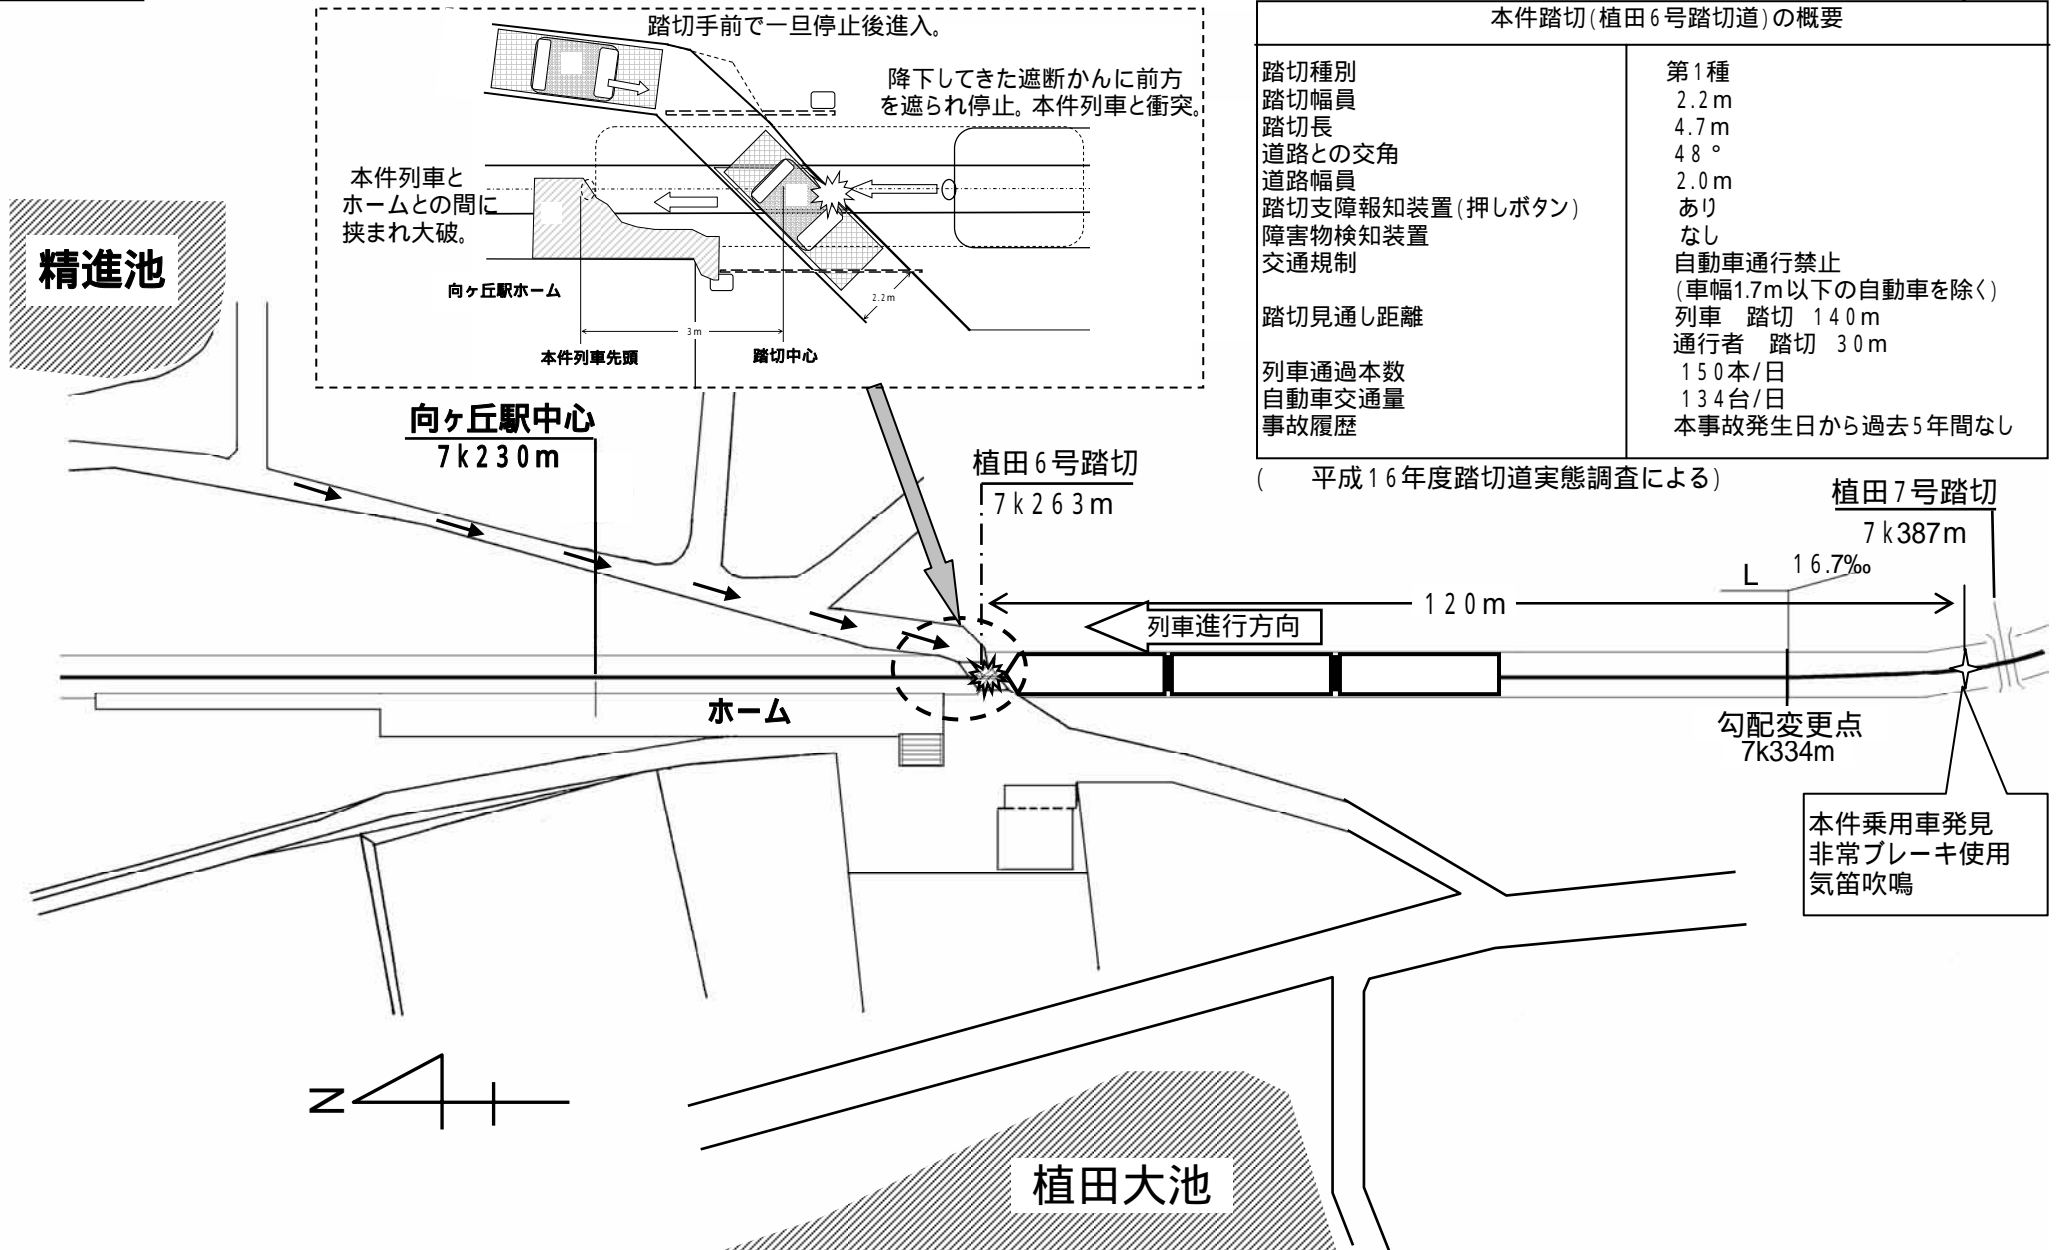 踏切手前で一旦停止後進入。
降下してきた遮断かんに前方
を遮られ停止。本件列車と衝突。
本件列車と
ホームとの間に
挟まれ大破。
向ヶ丘駅ホーム
2.2m
3m
本件列車先頭
踏切中心
本件踏切(植田6号踏切道)の概要
踏切種別 第1種
踏切幅員 2.2m
踏切長 4.7m
道路との交角 48°
道路幅員 2.0m
踏切支障報知装置(押しボタン) あり
障害物検知装置 なし
交通規制 自動車通行禁止
(車幅1.7m以下の自動車を除く)
踏切見通し距離 列車 踏切 140m
通行者 踏切 30m
列車通過本数 150本/日
自動車交通量 134台/日
事故履歴 本事故発生日から過去5年間なし
( 平成16年度踏切道実態調査による)
精進池
向ヶ丘駅中心
7k230m
植田6号踏切
7k263m
植田7号踏切
7k387m
L
16.7‰
120m
列車進行方向
ホーム
勾配変更点
7k334m
本件乗用車発見
非常ブレーキ使用
気笛吹鳴
N
植田大池